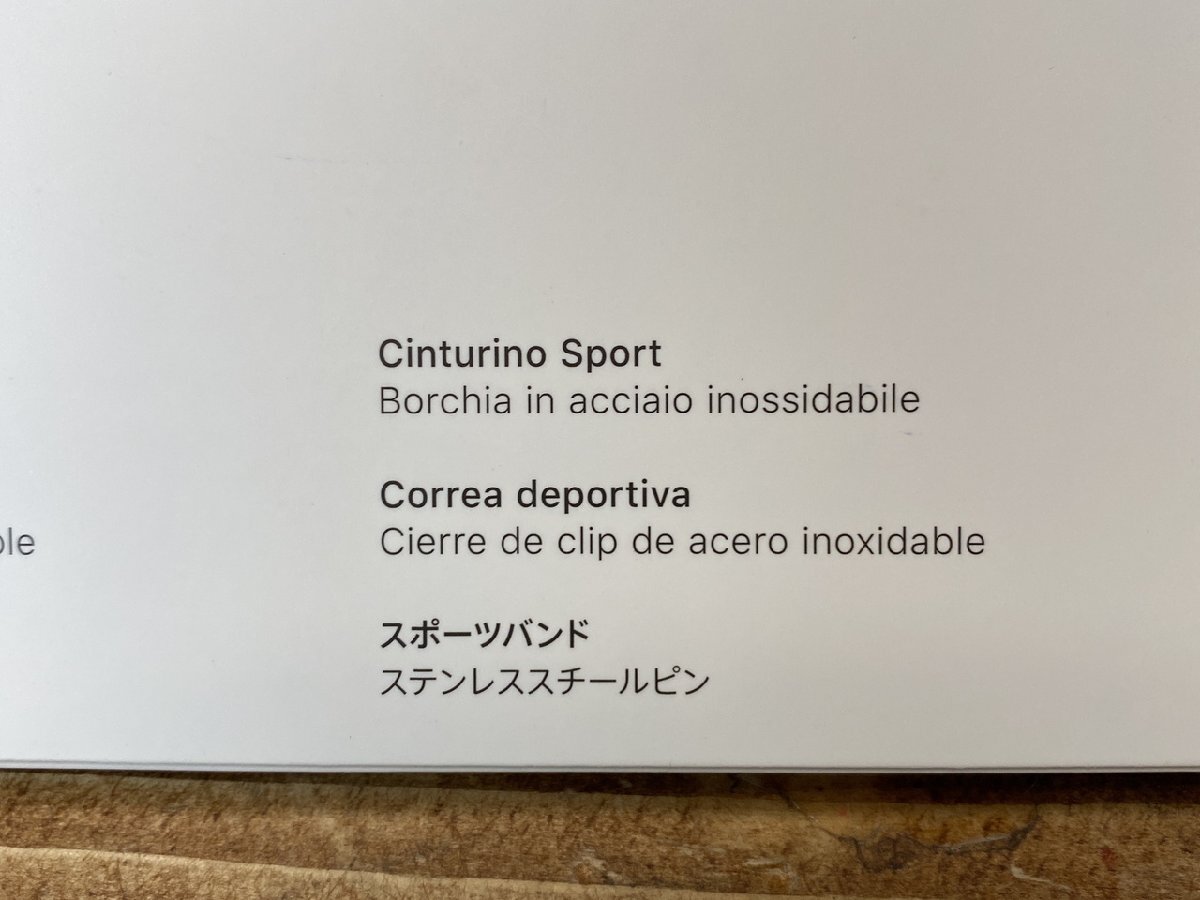 Cinturino Sport
Borchia in acciaio inossidabile
Correa deportiva
Cierre de clip de acero inoxidable
スポーツバンド
ステンレススチールピン